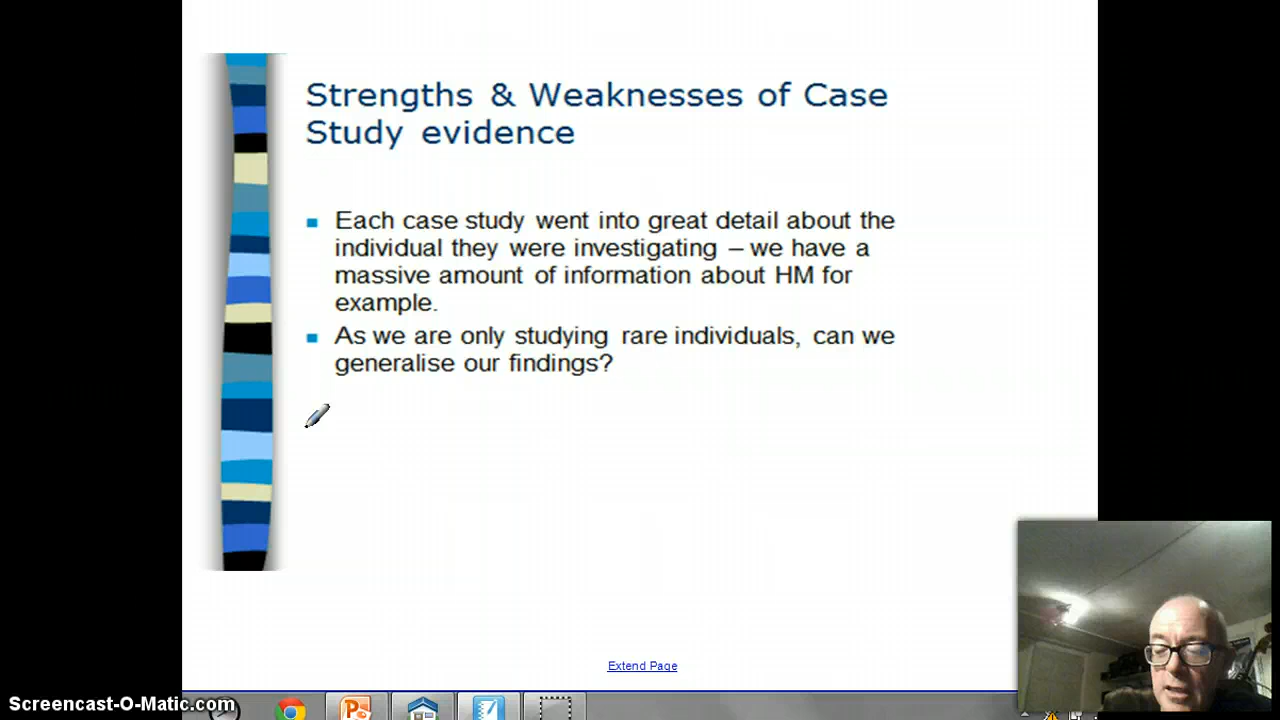 Strengths & Weaknesses of Case
Study evidence
Each case study went into great detail about the
individual they were investigating – we have a
massive amount of information about HM for
example.
As we are only studying rare individuals, can we
generalise our findings?
Extend Page
Screencast-O-Matic.com